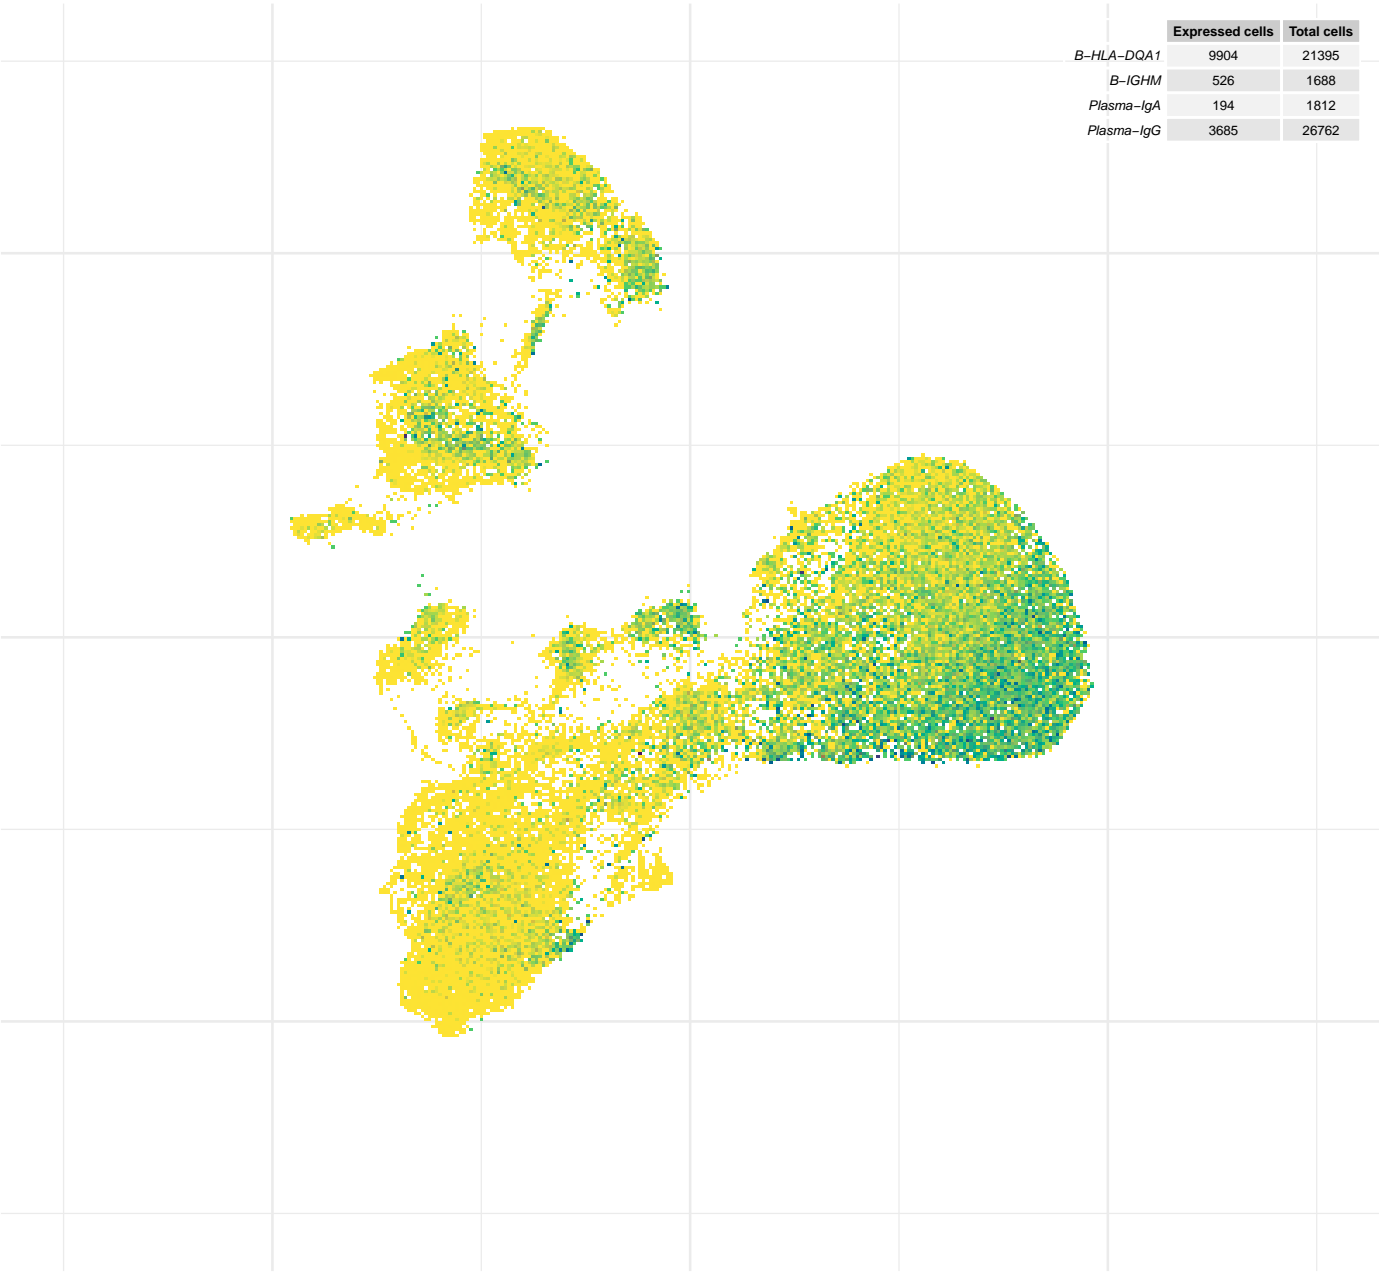 Expressed cells Total cells
B−HLA−DQA1 9904 21395
B−IGHM 526 1688
Plasma−IgA 194 1812
Plasma−IgG 3685 26762